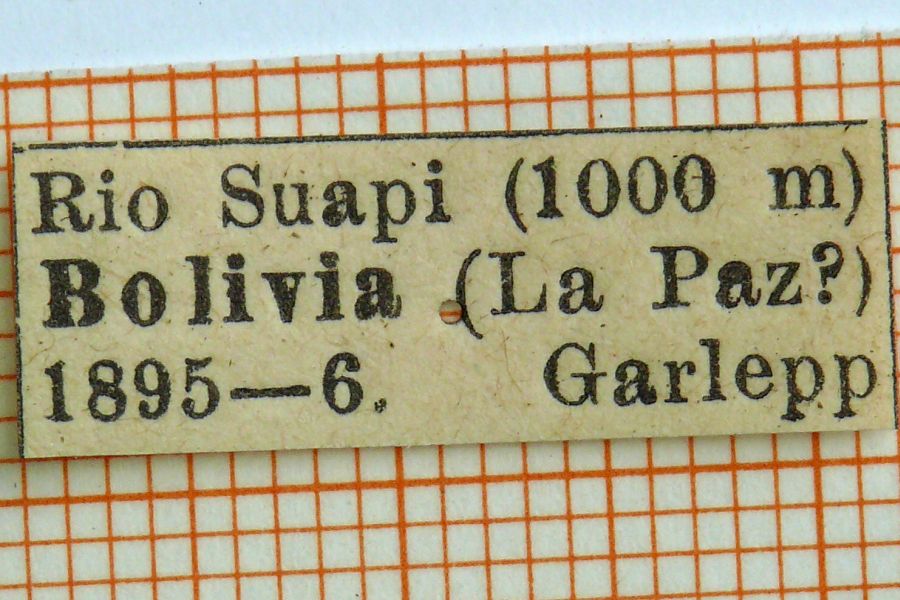 Rio Suapi (1000 m)
Bolivia (La Paz?)
1895—6. Garlepp